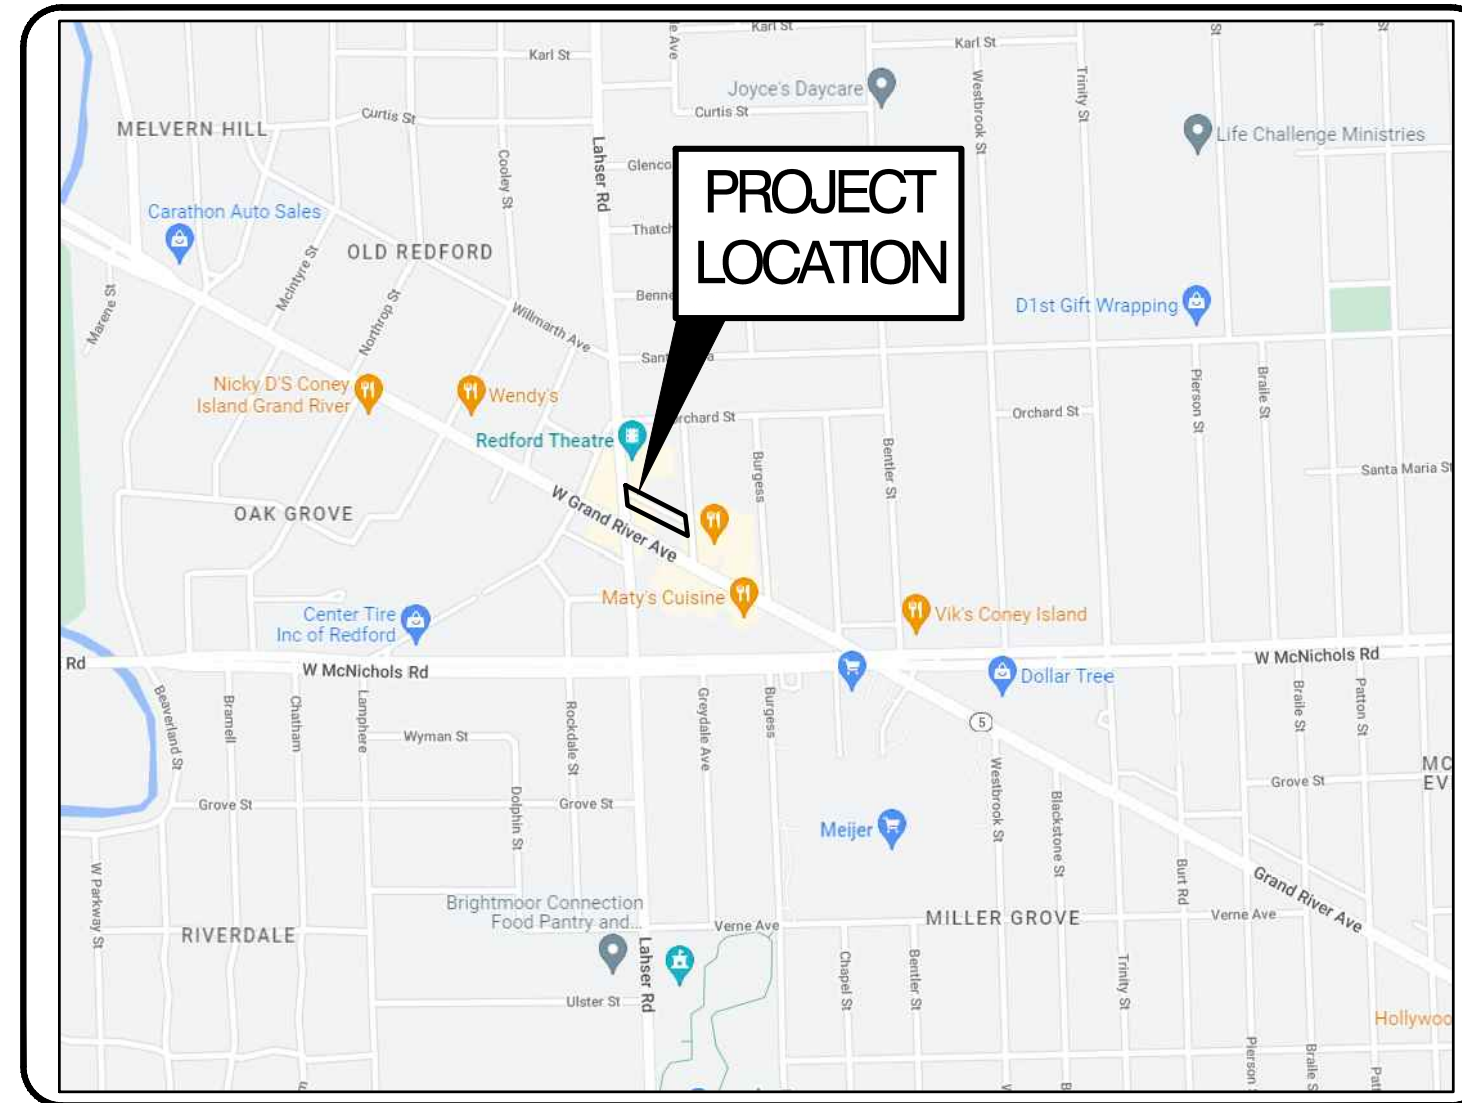 Karl St
Karl St
Karl St
Joyce's Daycare
Curtis St
Curtis St
MELVERN HILL
Lahser Rd
Cooley St
Westbrook St
Trinity St
Life Challenge Ministries
PROJECT
LOCATION
Carathon Auto Sales
OLD REDFORD
McIntyre St
Northrop St
Marene St
Willmarth Ave
D1st Gift Wrapping
Nicky D'S Coney
Island Grand River
Wendy's
Redford Theatre
Burgess
Bentler St
Orchard St
Pierson St
Braile St
Santa Maria St
OAK GROVE
W Grand River Ave
Maty's Cuisine
Vik's Coney Island
Center Tire
Inc of Redford
Rd
W McNichols Rd
W McNichols Rd
Dollar Tree
5
Beaverland St
Bramell
Chatham
Lamphere
Wyman St
Rockdale St
Greydale Ave
Burgess
Braile St
Patton St
Grove St
Grove St
Dolphin St
Westbrook St
Blackstone St
Grove St
MC
EV
Meijer
Burt Rd
Grand River Ave
W Parkway St
RIVERDALE
Brightmoor Connection
Food Pantry and...
Verne Ave
MILLER GROVE
Verne Ave
Lahser Rd
Ulster St
Chapel St
Bentler St
Trinity St
Pierson
Braile S
Hollywoo